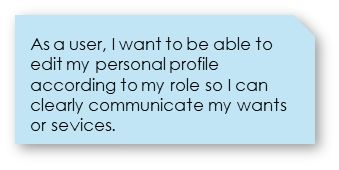 As a user, I want to be able to
edit my personal profile
according to my role so I can
clearly communicate my wants
or sevices.